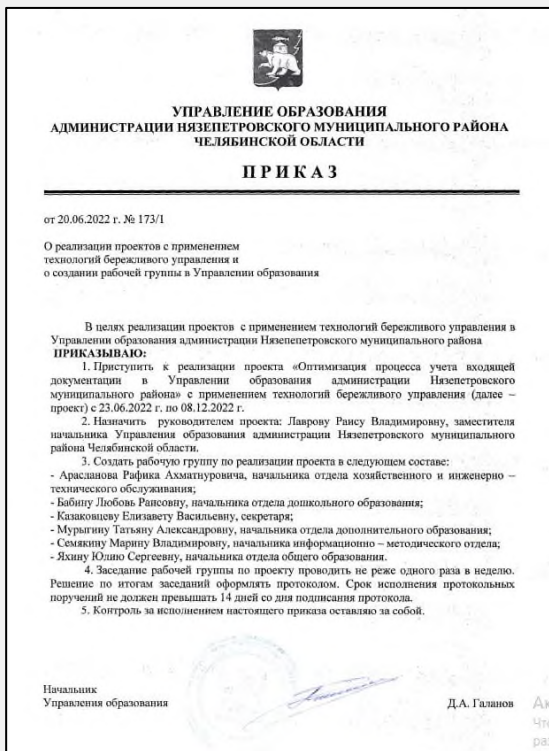 УПРАВЛЕНИЕ ОБРАЗОВАНИЯ
АДМИНИСТРАЦИИ НЯЗЕПЕТРОВСКОГО МУНИЦИПАЛЬНОГО РАЙОНА
ЧЕЛЯБИНСКОЙ ОБЛАСТИ
ПРИКАЗ
от 20.06.2022 г. № 173/1
О реализации проектов с применением
технологий бережливого управления и
о создании рабочей группы в Управлении образования
В целях реализации проектов с применением технологий бережливого управления в
Управлении образования администрации Нязепетровского муниципального района
ПРИКАЗЫВАЮ:
1. Приступить к реализации проекта «Оптимизация процесса учета входящей
документации в Управлении образования администрации Нязепетровского
муниципального района» с применением технологий бережливого управления (далее –
проект) с 23.06.2022 г. по 08.12.2022 г.
2. Назначить руководителем проекта: Лаврову Раису Владимировну, заместителя
начальника Управления образования администрации Нязепетровского муниципального
района Челябинской области.
3. Создать рабочую группу по реализации проекта в следующем составе:
- Арасланова Рафика Ахматнуровича, начальника отдела хозяйственного и инженерно –
технического обслуживания;
- Бабину Любовь Раисовну, начальника отдела дошкольного образования;
- Казаковцеву Елизавету Васильевну, секретаря;
- Мурыгину Татьяну Александровну, начальника отдела дополнительного образования;
- Семякину Марину Владимировну, начальника информационно – методического отдела;
- Яхину Юлию Сергеевну, начальника отдела общего образования.
4. Заседание рабочей группы по проекту проводить не реже одного раза в неделю.
Решение по итогам заседаний оформлять протоколом. Срок исполнения протокольных
поручений не должен превышать 14 дней со дня подписания протокола.
5. Контроль за исполнением настоящего приказа оставляю за собой.
Начальник
Управления образования Д.А. Галанов